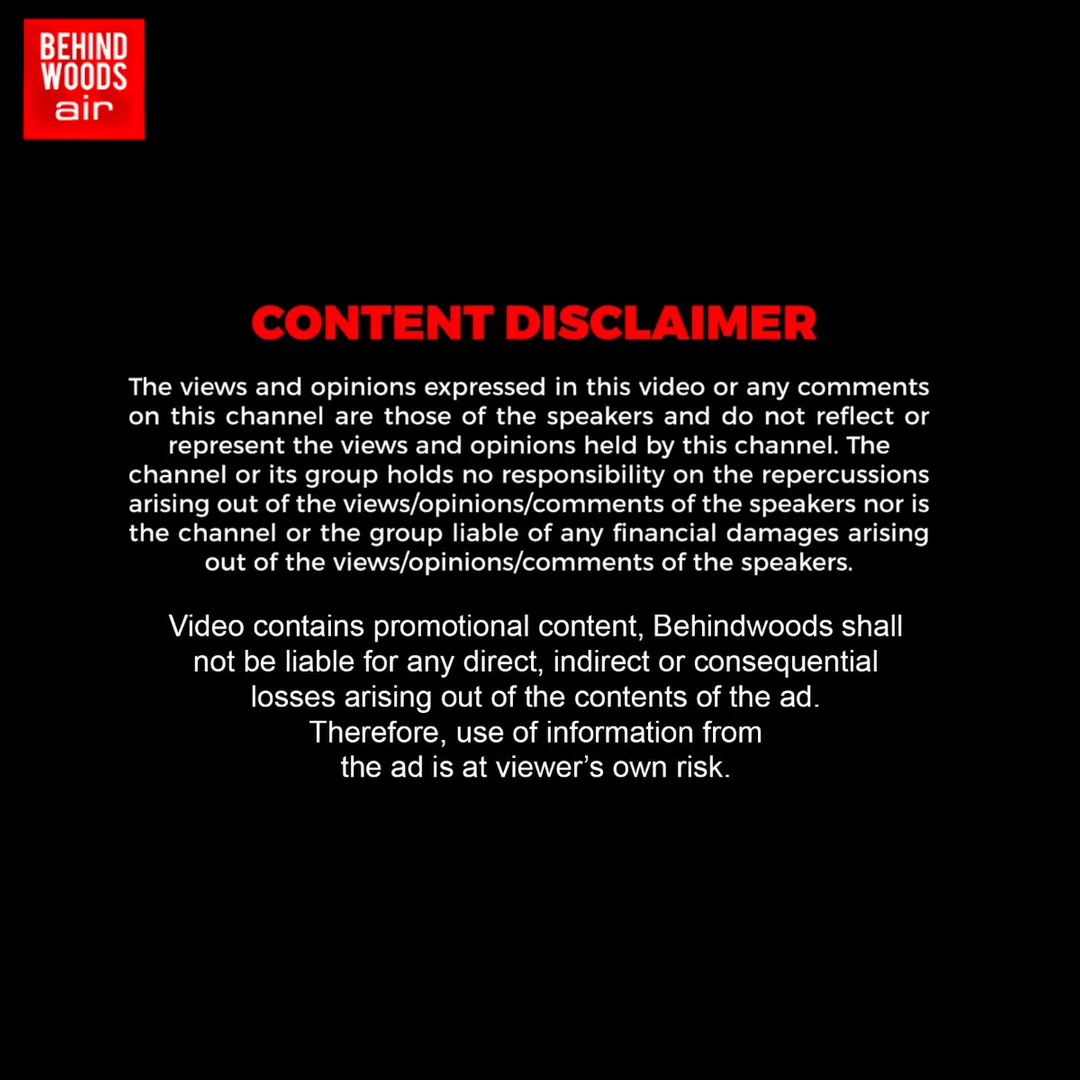 BEHIND
WOODS
air
CONTENT DISCLAIMER
The views and opinions expressed in this video or any comments
on this channel are those of the speakers and do not reflect or
represent the views and opinions held by this channel. The
channel or its group holds no responsibility on the repercussions
arising out of the views/opinions/comments of the speakers nor is
the channel or the group liable of any financial damages arising
out of the views/opinions/comments of the speakers.
Video contains promotional content, Behindwoods shall
not be liable for any direct, indirect or consequential
losses arising out of the contents of the ad.
Therefore, use of information from
the ad is at viewer’s own risk.